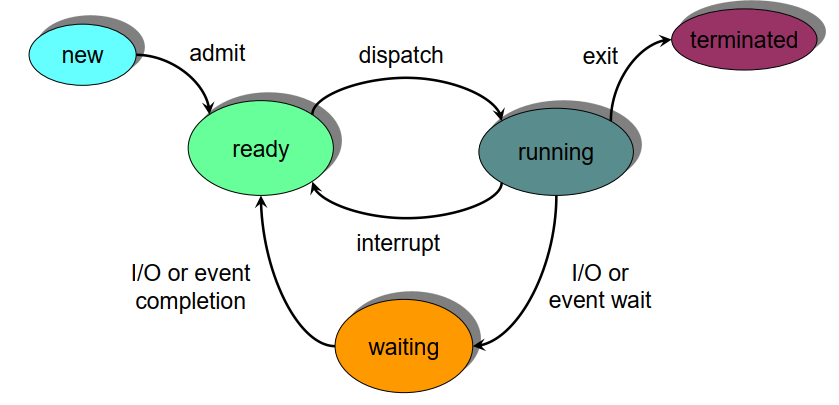 new
admit
dispatch
exit
terminated
ready
running
interrupt
I/O or event
completion
I/O or
event wait
waiting